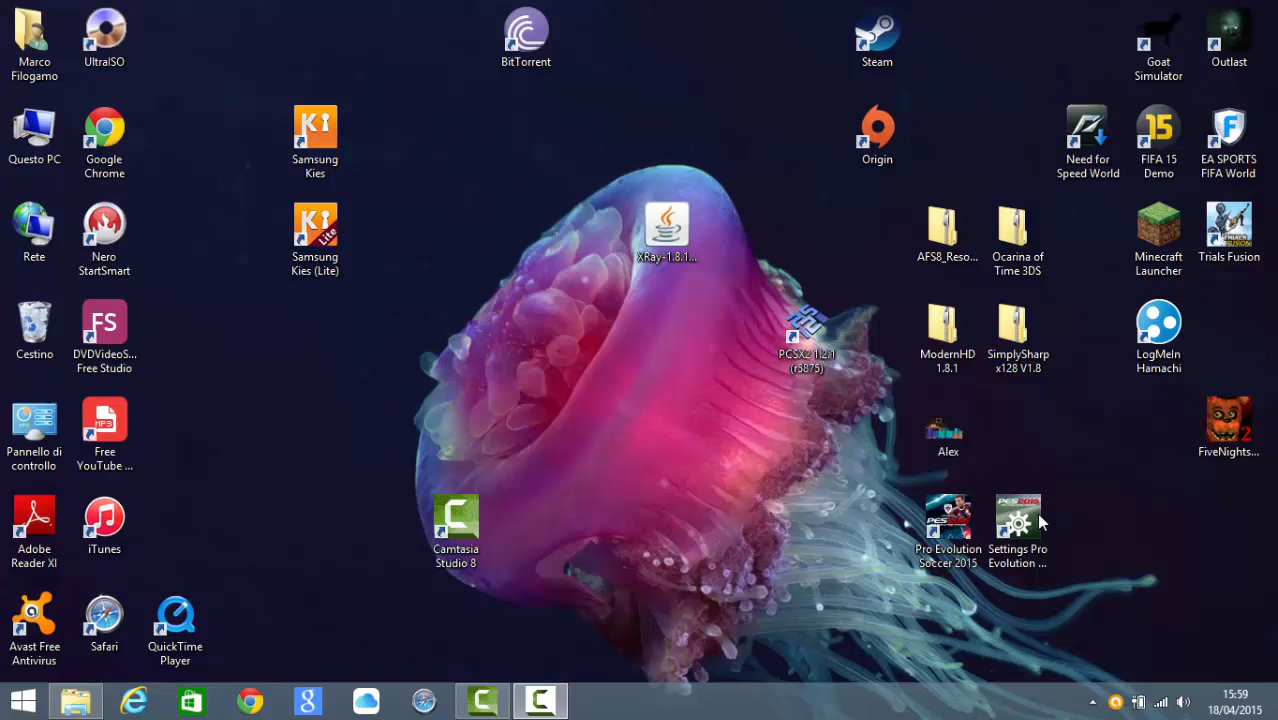 Marco
Filogamo
UltraISO
BitTorrent
Steam
Goat
Simulator
Outlast
Questo PC
Google
Chrome
Samsung
Kies
Origin
Need for
Speed World
FIFA 15
Demo
EA SPORTS
FIFA World
Rete
Nero
StartSmart
Samsung
Kies (Lite)
XRay-1.8.1...
AFS8_Reso...
Ocarina of
Time 3DS
Minecraft
Launcher
Trials Fusion
Cestino
DVDVideoS...
Free Studio
PCSX2 1.2.1
(r5875)
ModernHD
1.8.1
SimplySharp
x128 V1.8
LogMeIn
Hamachi
Pannello di
controllo
Free
YouTube ...
Alex
FiveNights...
Adobe
Reader XI
iTunes
Camtasia
Studio 8
Pro Evolution
Soccer 2015
Settings Pro
Evolution ...
Avast Free
Antivirus
Safari
QuickTime
Player
15:59
18/04/2015